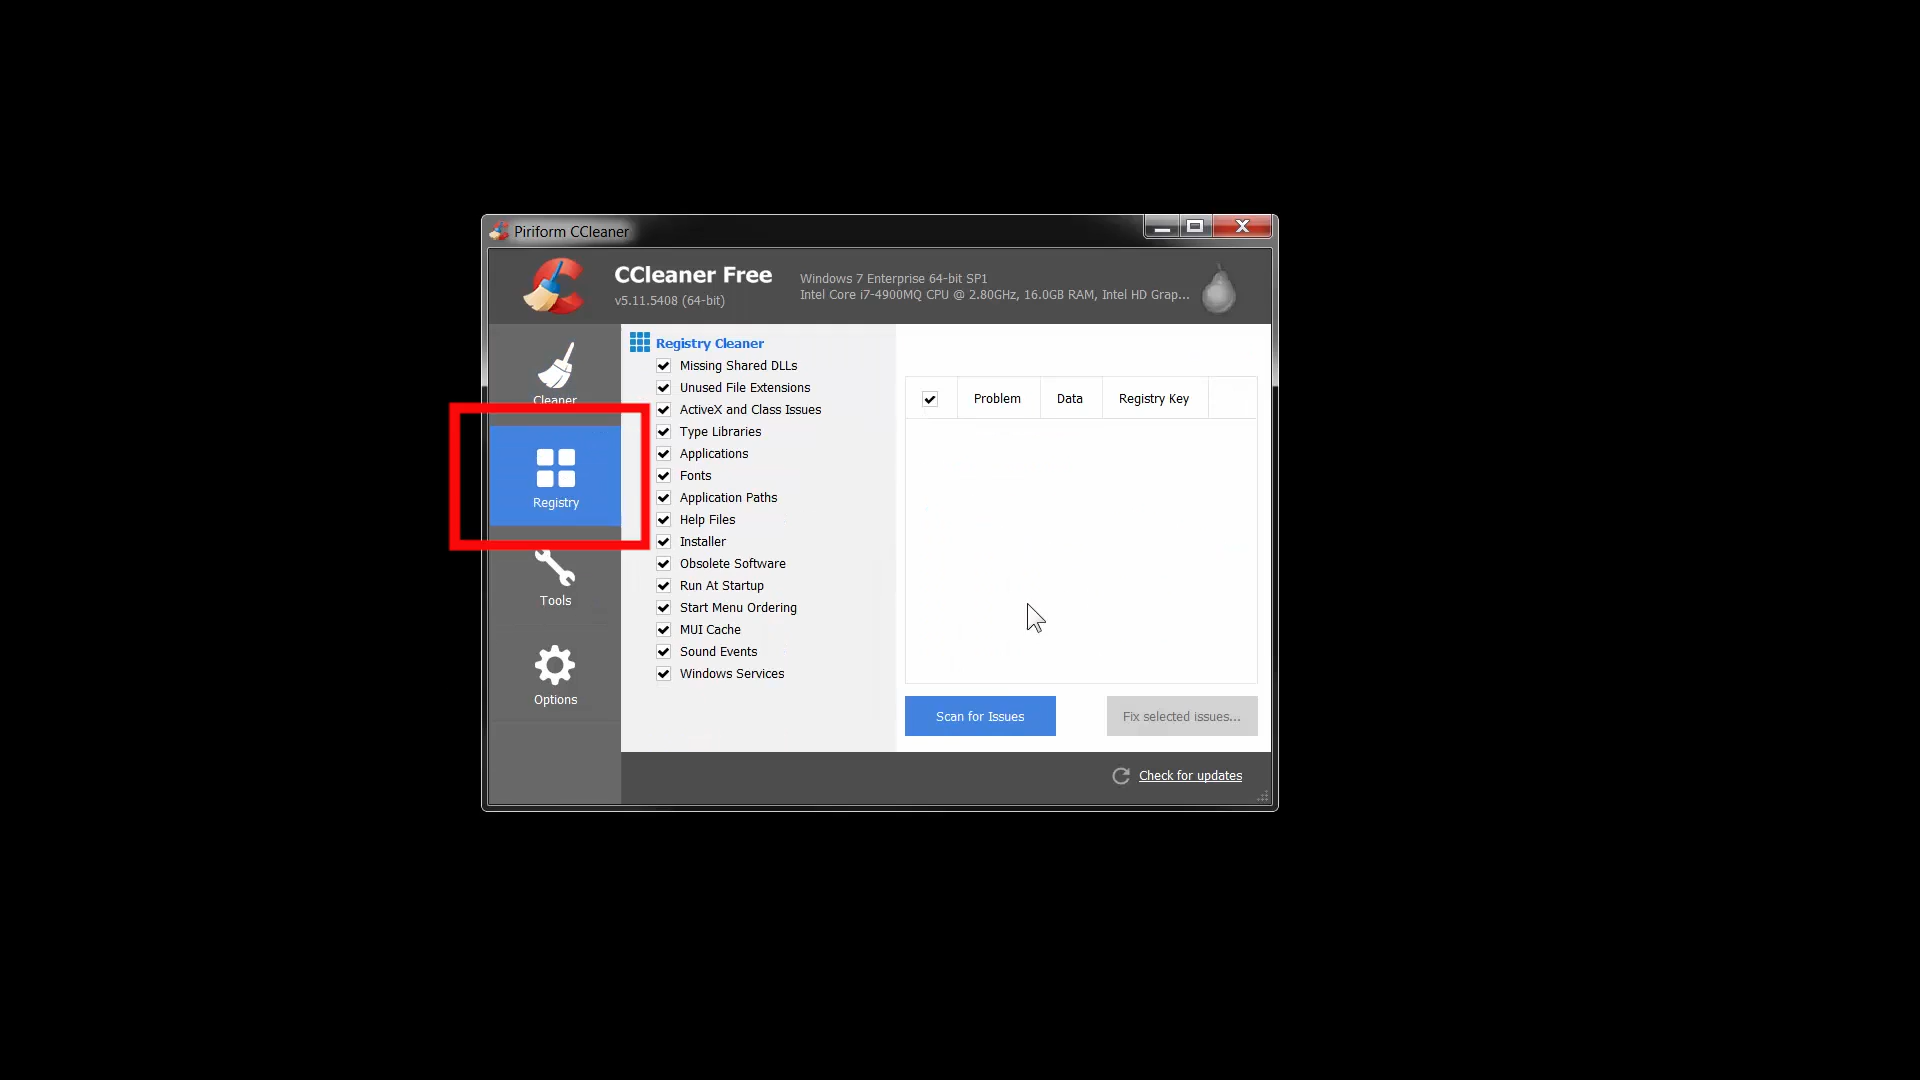 Piriform CCleaner
CCleaner Free
v5.11.5408 (64-bit)
Windows 7 Enterprise 64-bit SP1
Intel Core i7-4900MQ CPU @ 2.80GHz, 16.0GB RAM, Intel HD Grap...
Cleaner
Registry
Tools
Options
Registry Cleaner
Missing Shared DLLs
Unused File Extensions
ActiveX and Class Issues
Type Libraries
Applications
Fonts
Application Paths
Help Files
Installer
Obsolete Software
Run At Startup
Start Menu Ordering
MUI Cache
Sound Events
Windows Services
Problem Data Registry Key
Scan for Issues
Fix selected issues...
Check for updates